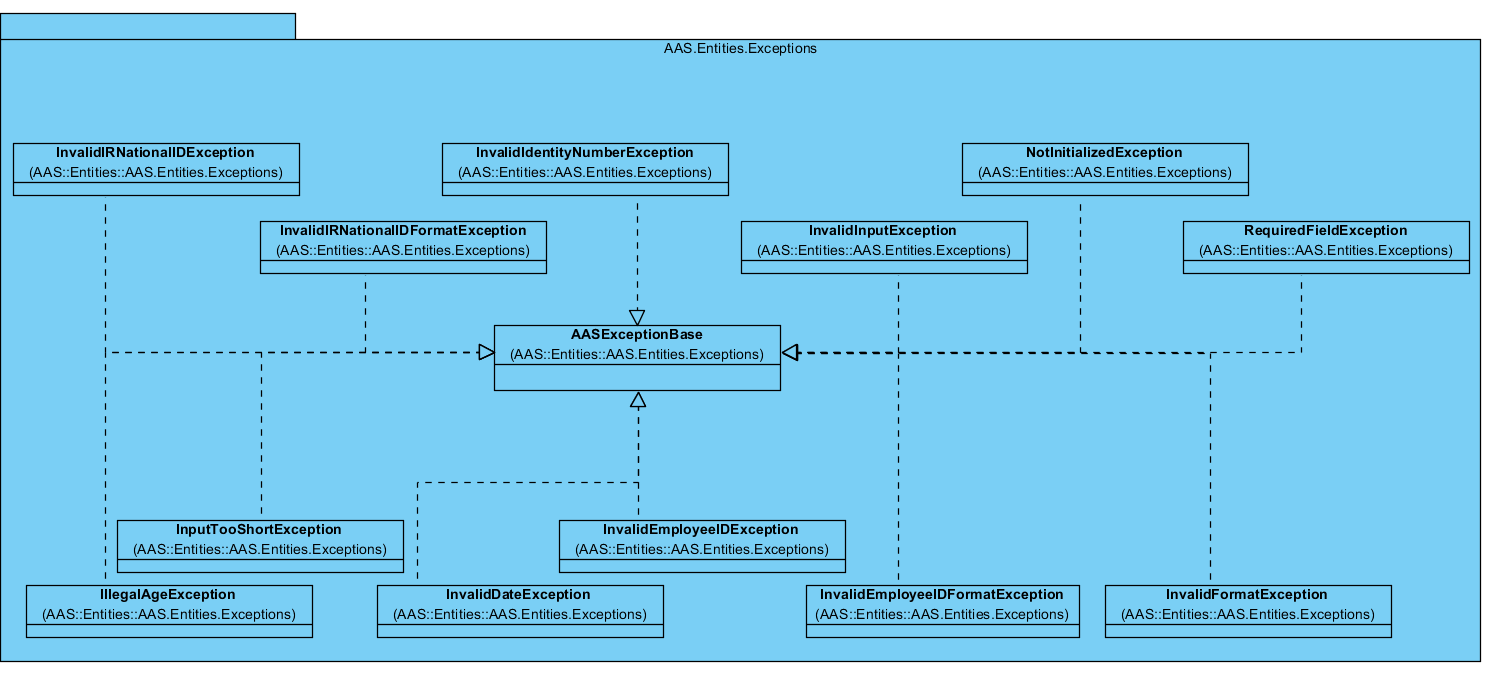 AAS.Entities.Exceptions
InvalidIRNationalIDException
(AAS::Entities::AAS.Entities.Exceptions)
InvalidIdentityNumberException
(AAS::Entities::AAS.Entities.Exceptions)
NotInitializedException
(AAS::Entities::AAS.Entities.Exceptions)
InvalidIRNationalIDFormatException
(AAS::Entities::AAS.Entities.Exceptions)
InvalidInputException
(AAS::Entities::AAS.Entities.Exceptions)
RequiredFieldException
(AAS::Entities::AAS.Entities.Exceptions)
AASExceptionBase
(AAS::Entities::AAS.Entities.Exceptions)
InputTooShortException
(AAS::Entities::AAS.Entities.Exceptions)
InvalidEmployeeIDException
(AAS::Entities::AAS.Entities.Exceptions)
IllegalAgeException
(AAS::Entities::AAS.Entities.Exceptions)
InvalidDateException
(AAS::Entities::AAS.Entities.Exceptions)
InvalidEmployeeIDFormatException
(AAS::Entities::AAS.Entities.Exceptions)
InvalidFormatException
(AAS::Entities::AAS.Entities.Exceptions)